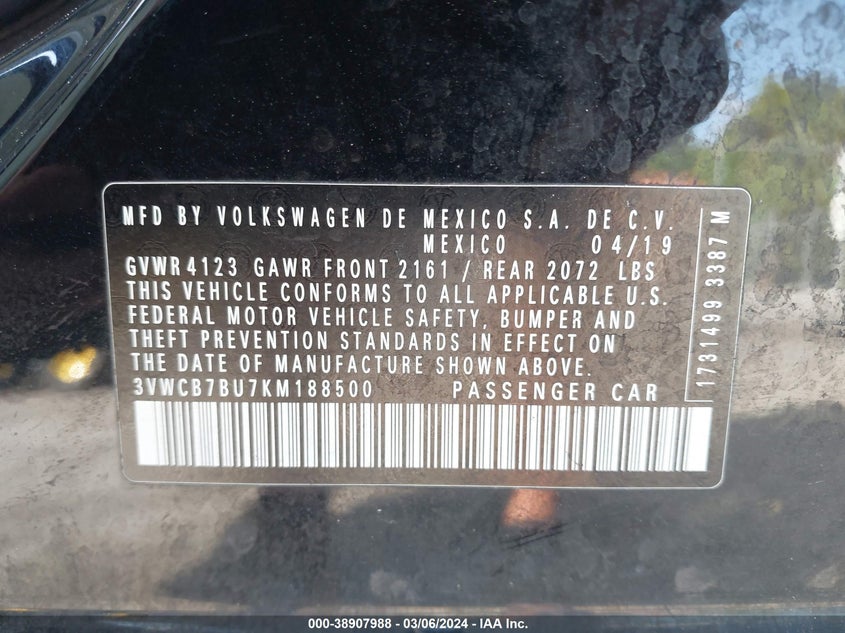 MFD BY VOLKSWAGEN DE MEXICO S.A. DE C.V.
MEXICO 04/19
GVWR 4123 GAWR FRONT 2161 / REAR 2072 LBS
THIS VEHICLE CONFORMS TO ALL APPLICABLE U.S.
FEDERAL MOTOR VEHICLE SAFETY, BUMPER AND
THEFT PREVENTION STANDARDS IN EFFECT ON
THE DATE OF MANUFACTURE SHOWN ABOVE.
3VWCB7BU7KM188500 PASSENGER CAR
1731499 3387 M
000-38907988 - 03/06/2024 - IAA Inc.